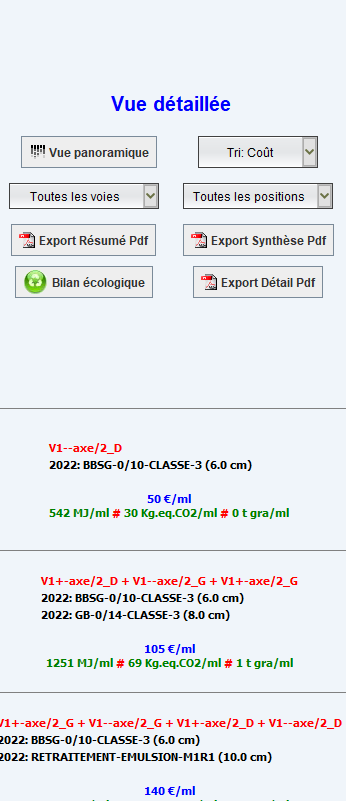 Vue détaillée
Vue panoramique
Tri: Coût
Toutes les voies
Toutes les positions
Export Résumé Pdf
Export Synthèse Pdf
Bilan écologique
Export Détail Pdf
V1--axe/2_D
2022: BBSG-0/10-CLASSE-3 (6.0 cm)
50 €/ml
542 MJ/ml # 30 Kg.eq.CO2/ml # 0 t gra/ml
V1+-axe/2_D + V1--axe/2_G + V1+-axe/2_G
2022: BBSG-0/10-CLASSE-3 (6.0 cm)
2022: GB-0/14-CLASSE-3 (8.0 cm)
105 €/ml
1251 MJ/ml # 69 Kg.eq.CO2/ml # 1 t gra/ml
V1+-axe/2_G + V1--axe/2_G + V1+-axe/2_D + V1--axe/2_D
2022: BBSG-0/10-CLASSE-3 (6.0 cm)
2022: RETRAITEMENT-EMULSION-M1R1 (10.0 cm)
140 €/ml